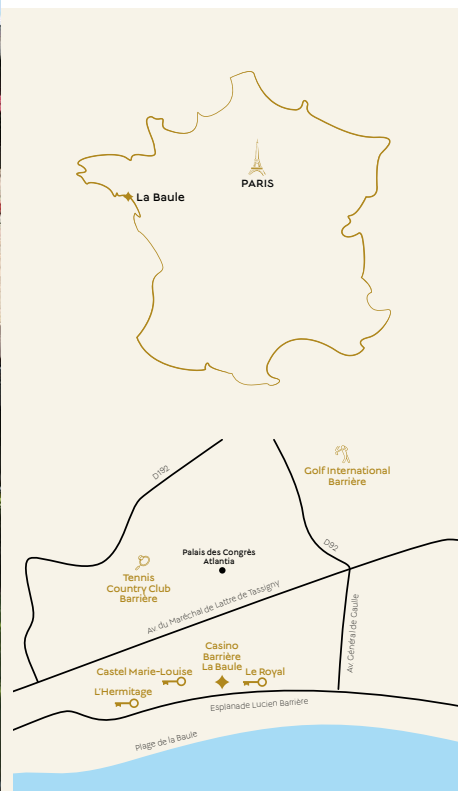 PARIS
La Baule
Golf International
Barrière
D192
D92
Palais des Congrès
Atlantia
Tennis
Country Club
Barrière
Av. du Maréchal de Lattre de Tassigny
Av. Général de Gaulle
Casino
Barrière
La Baule
Castel Marie-Louise
Le Royal
L'Hermitage
Esplanade Lucien Barrière
Plage de la Baule